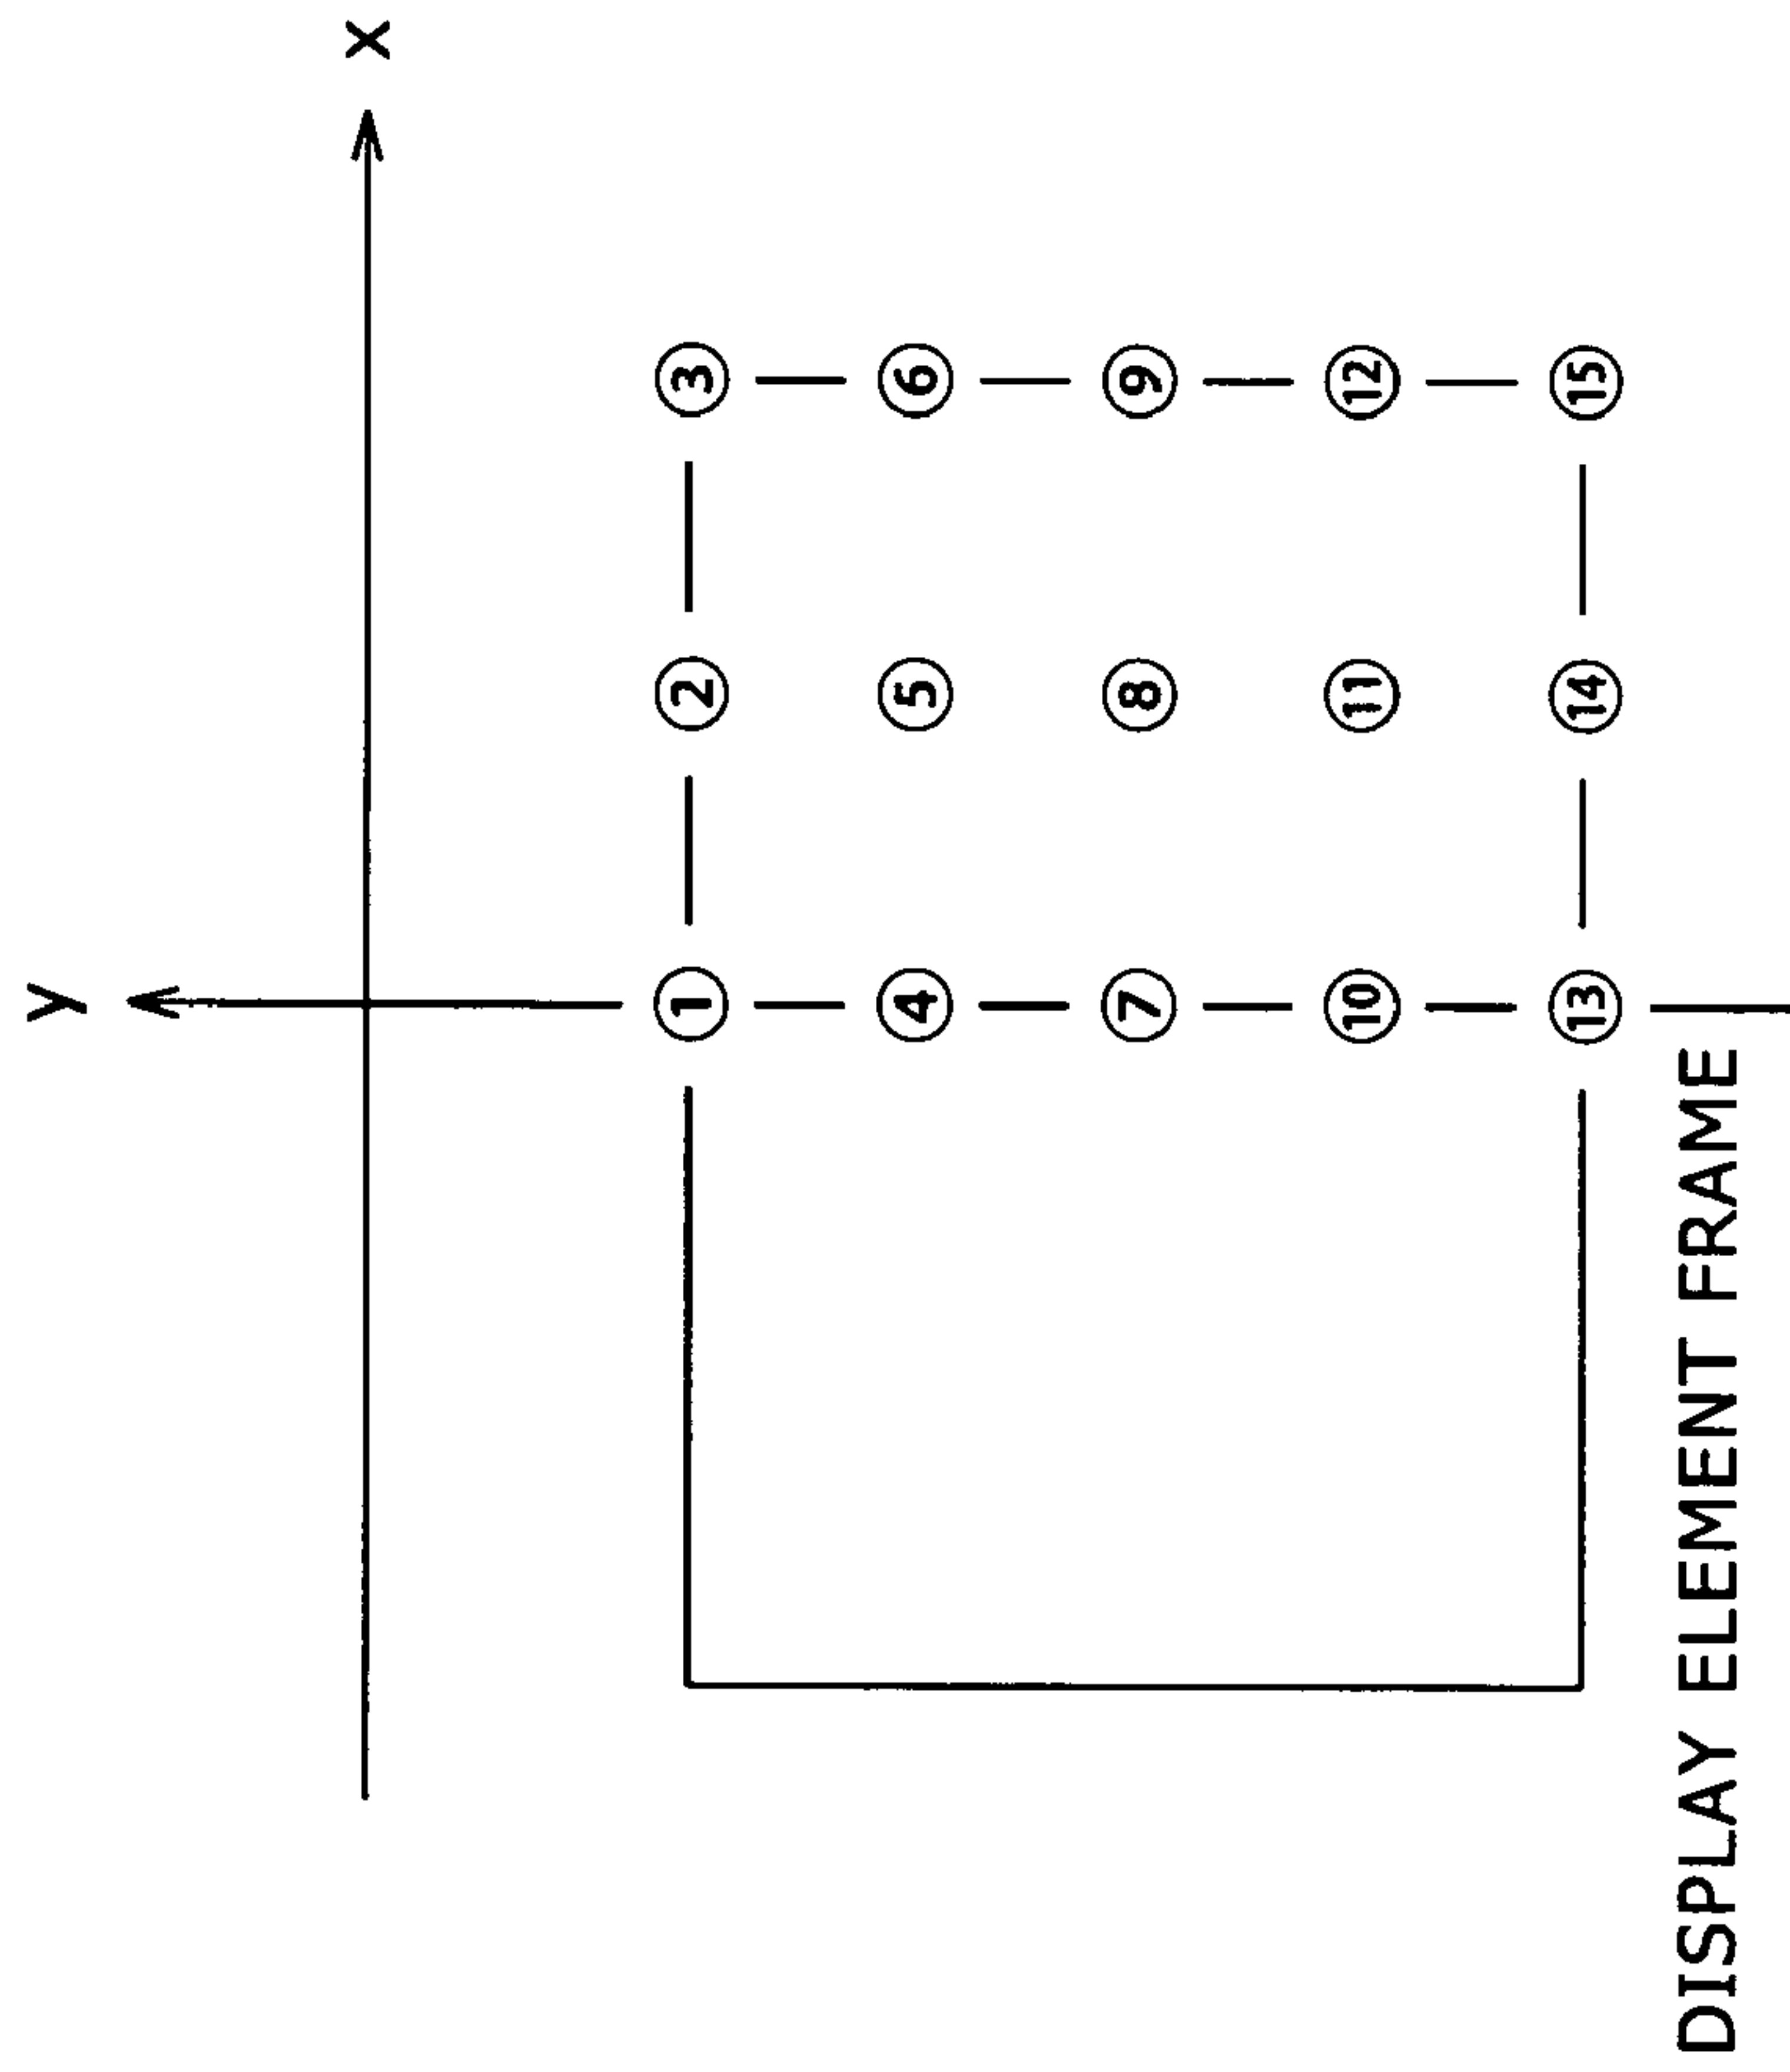 y
x
① ② ③
④ ⑤ ⑥
⑦ ⑧ ⑨
⑩ ⑪ ⑫
⑬ ⑭ ⑮
DISPLAY ELEMENT FRAME